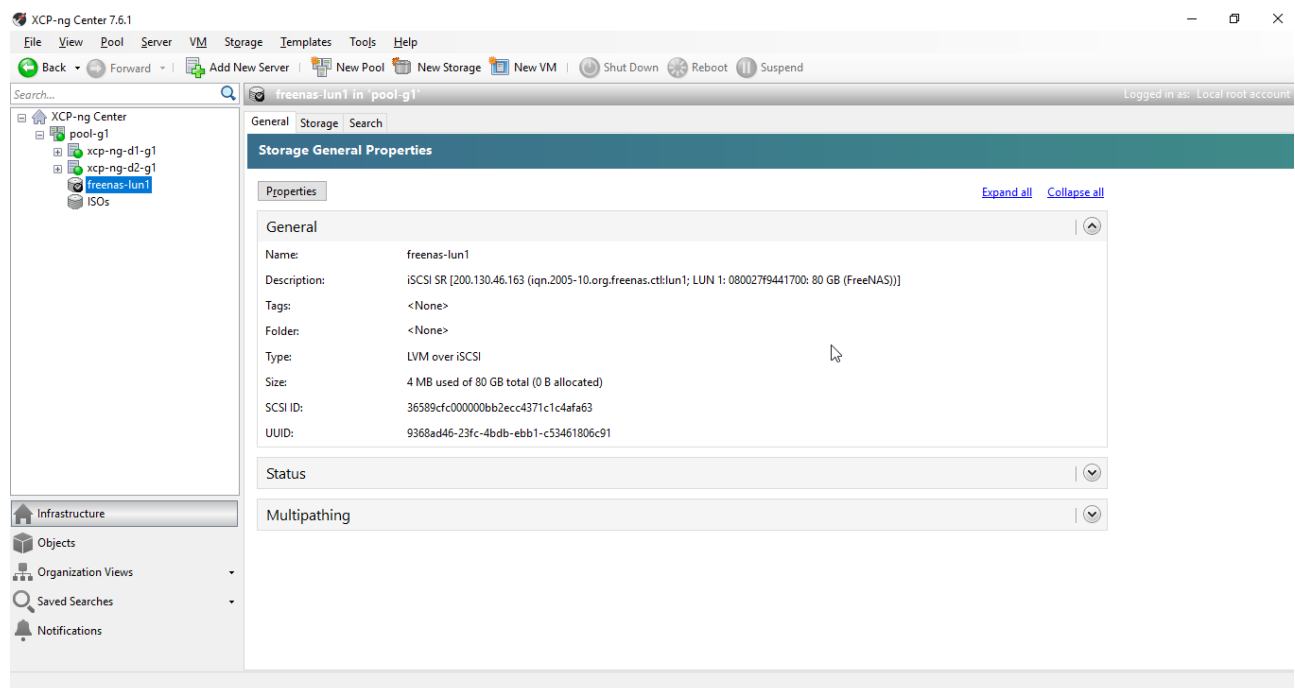 XCP-ng Center 7.6.1
File View Pool Server VM Storage Templates Tools Help
Back Forward Add New Server New Pool New Storage New VM Shut Down Reboot Suspend
Search...
freenas-lun1 in 'pool-g1' Logged in as: Local root account
XCP-ng Center
pool-g1
xcp-ng-d1-g1
xcp-ng-d2-g1
freenas-lun1
ISOs
General Storage Search
Storage General Properties
Properties Expand all Collapse all
General
Name: freenas-lun1
Description: iSCSI SR [200.130.46.163 (iqn.2005-10.org.freenas.ctl:lun1; LUN 1: 080027f9441700: 80 GB (FreeNAS))]
Tags: <None>
Folder: <None>
Type: LVM over iSCSI
Size: 4 MB used of 80 GB total (0 B allocated)
SCSI ID: 36589cfc000000bb2ecc4371c1c4afa63
UUID: 9368ad46-23fc-4bdb-ebb1-c53461806c91
Status
Multipathing
Infrastructure
Objects
Organization Views
Saved Searches
Notifications